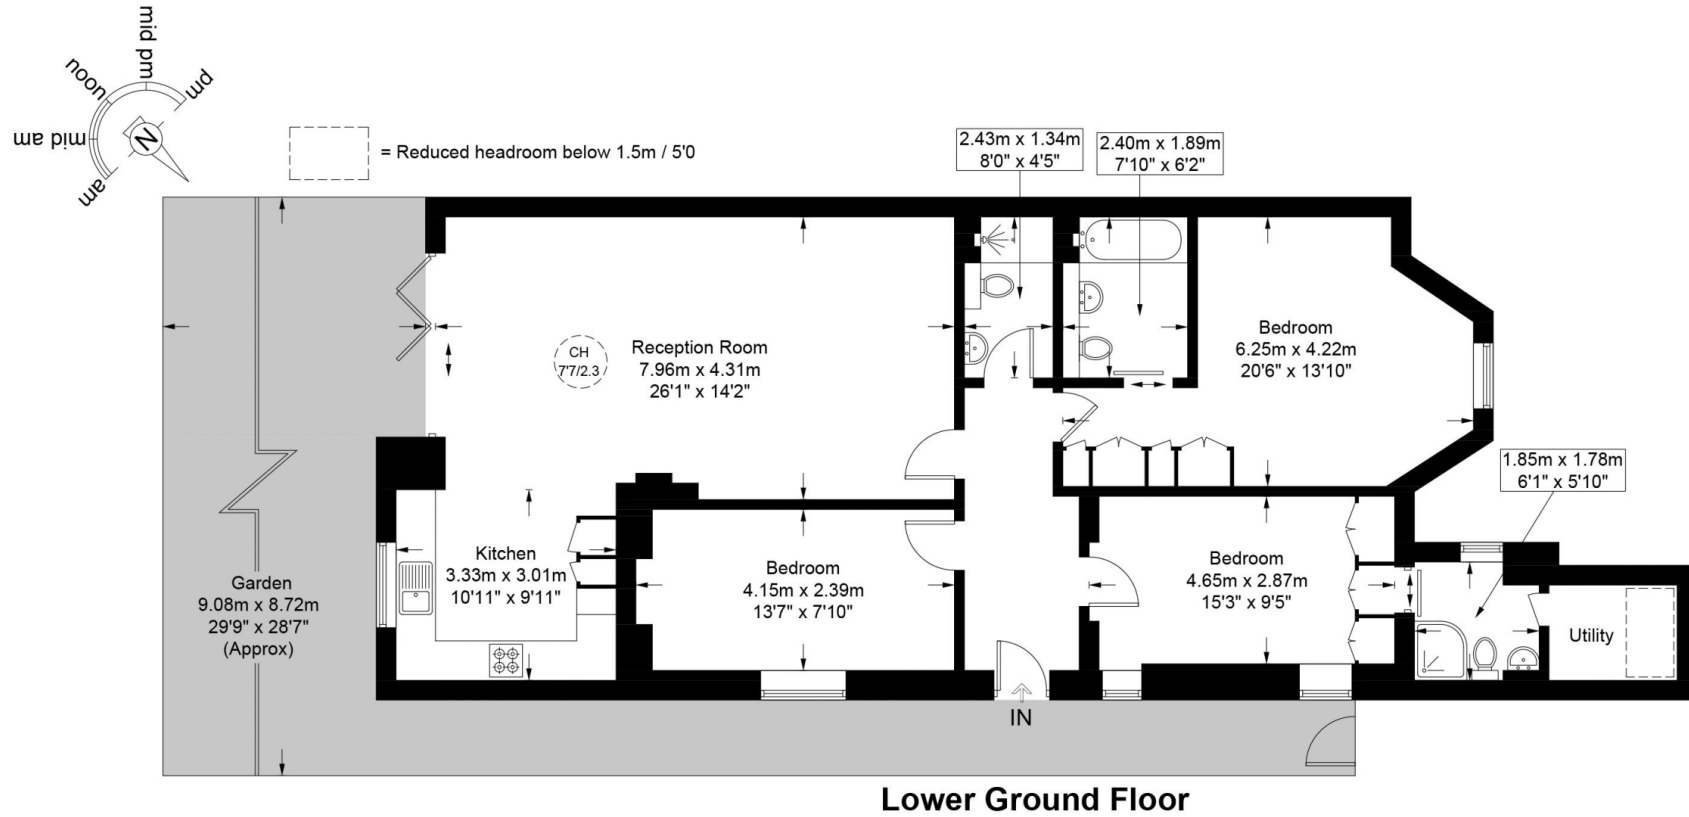 mid pm
noon
pm
mid am
N
am
= Reduced headroom below 1.5m / 5'0
2.43m x 1.34m
8'0" x 4'5"
2.40m x 1.89m
7'10" x 6'2"
CH
7'7/2.3
Reception Room
7.96m x 4.31m
26'1" x 14'2"
Bedroom
6.25m x 4.22m
20'6" x 13'10"
1.85m x 1.78m
6'1" x 5'10"
Garden
9.08m x 8.72m
29'9" x 28'7"
(Approx)
Kitchen
3.33m x 3.01m
10'11" x 9'11"
Bedroom
4.15m x 2.39m
13'7" x 7'10"
Bedroom
4.65m x 2.87m
15'3" x 9'5"
Utility
IN
Lower Ground Floor